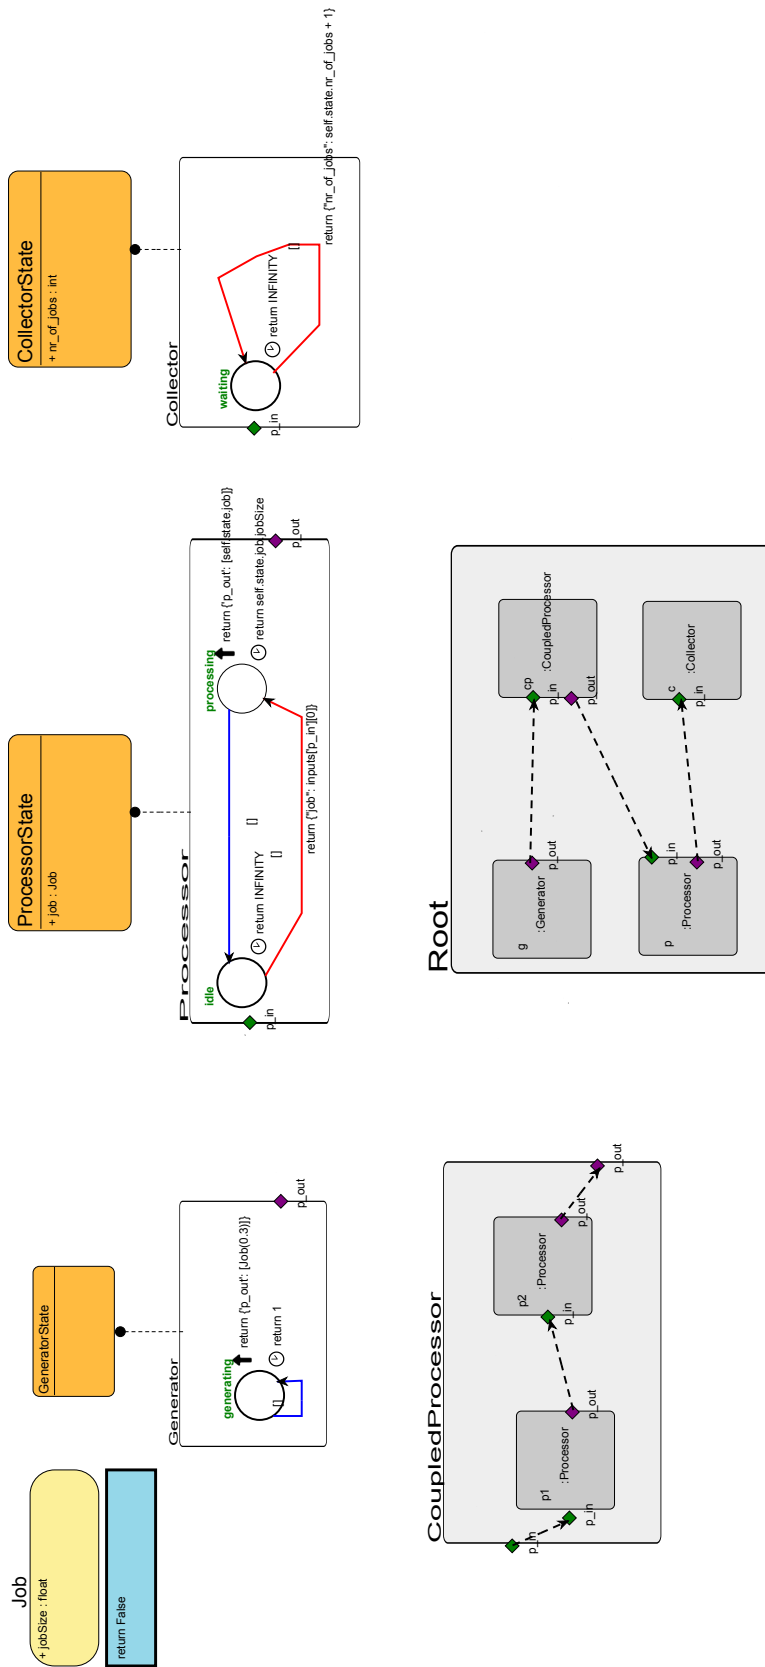 Job
+ jobSize : float
return False
GeneratorState
Generator
generating
return {'p_out': [Job(0.3)]}
return 1
[]
p_out
ProcessorState
+ job : Job
Processor
idle
p_in
return INFINITY
[]
[]
return {"job": inputs['p_in'][0]}
processing
return {'p_out': [self.state.job]}
return self.state.job.jobSize
p_out
CollectorState
+ nr_of_jobs : int
Collector
waiting
p_in
return INFINITY
[]
return {"nr_of_jobs": self.state.nr_of_jobs + 1}
CoupledProcessor
p_in
p1
:Processor
p_in
p_out
p2
:Processor
p_in
p_out
p_out
Root
g
:Generator
p_out
cp
:CoupledProcessor
p_in
p_out
p
:Processor
p_in
p_out
c
:Collector
p_in